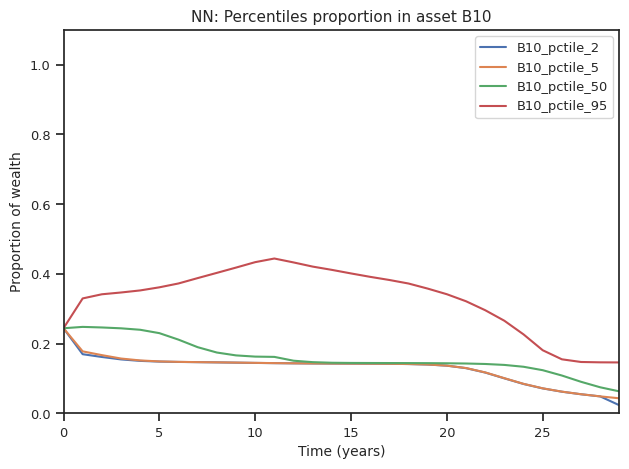 NN: Percentiles proportion in asset B10
B10_pctile_2
B10_pctile_5
B10_pctile_50
B10_pctile_95
Proportion of wealth
1.0
0.8
0.6
0.4
0.2
0.0
0 5 10 15 20 25
Time (years)